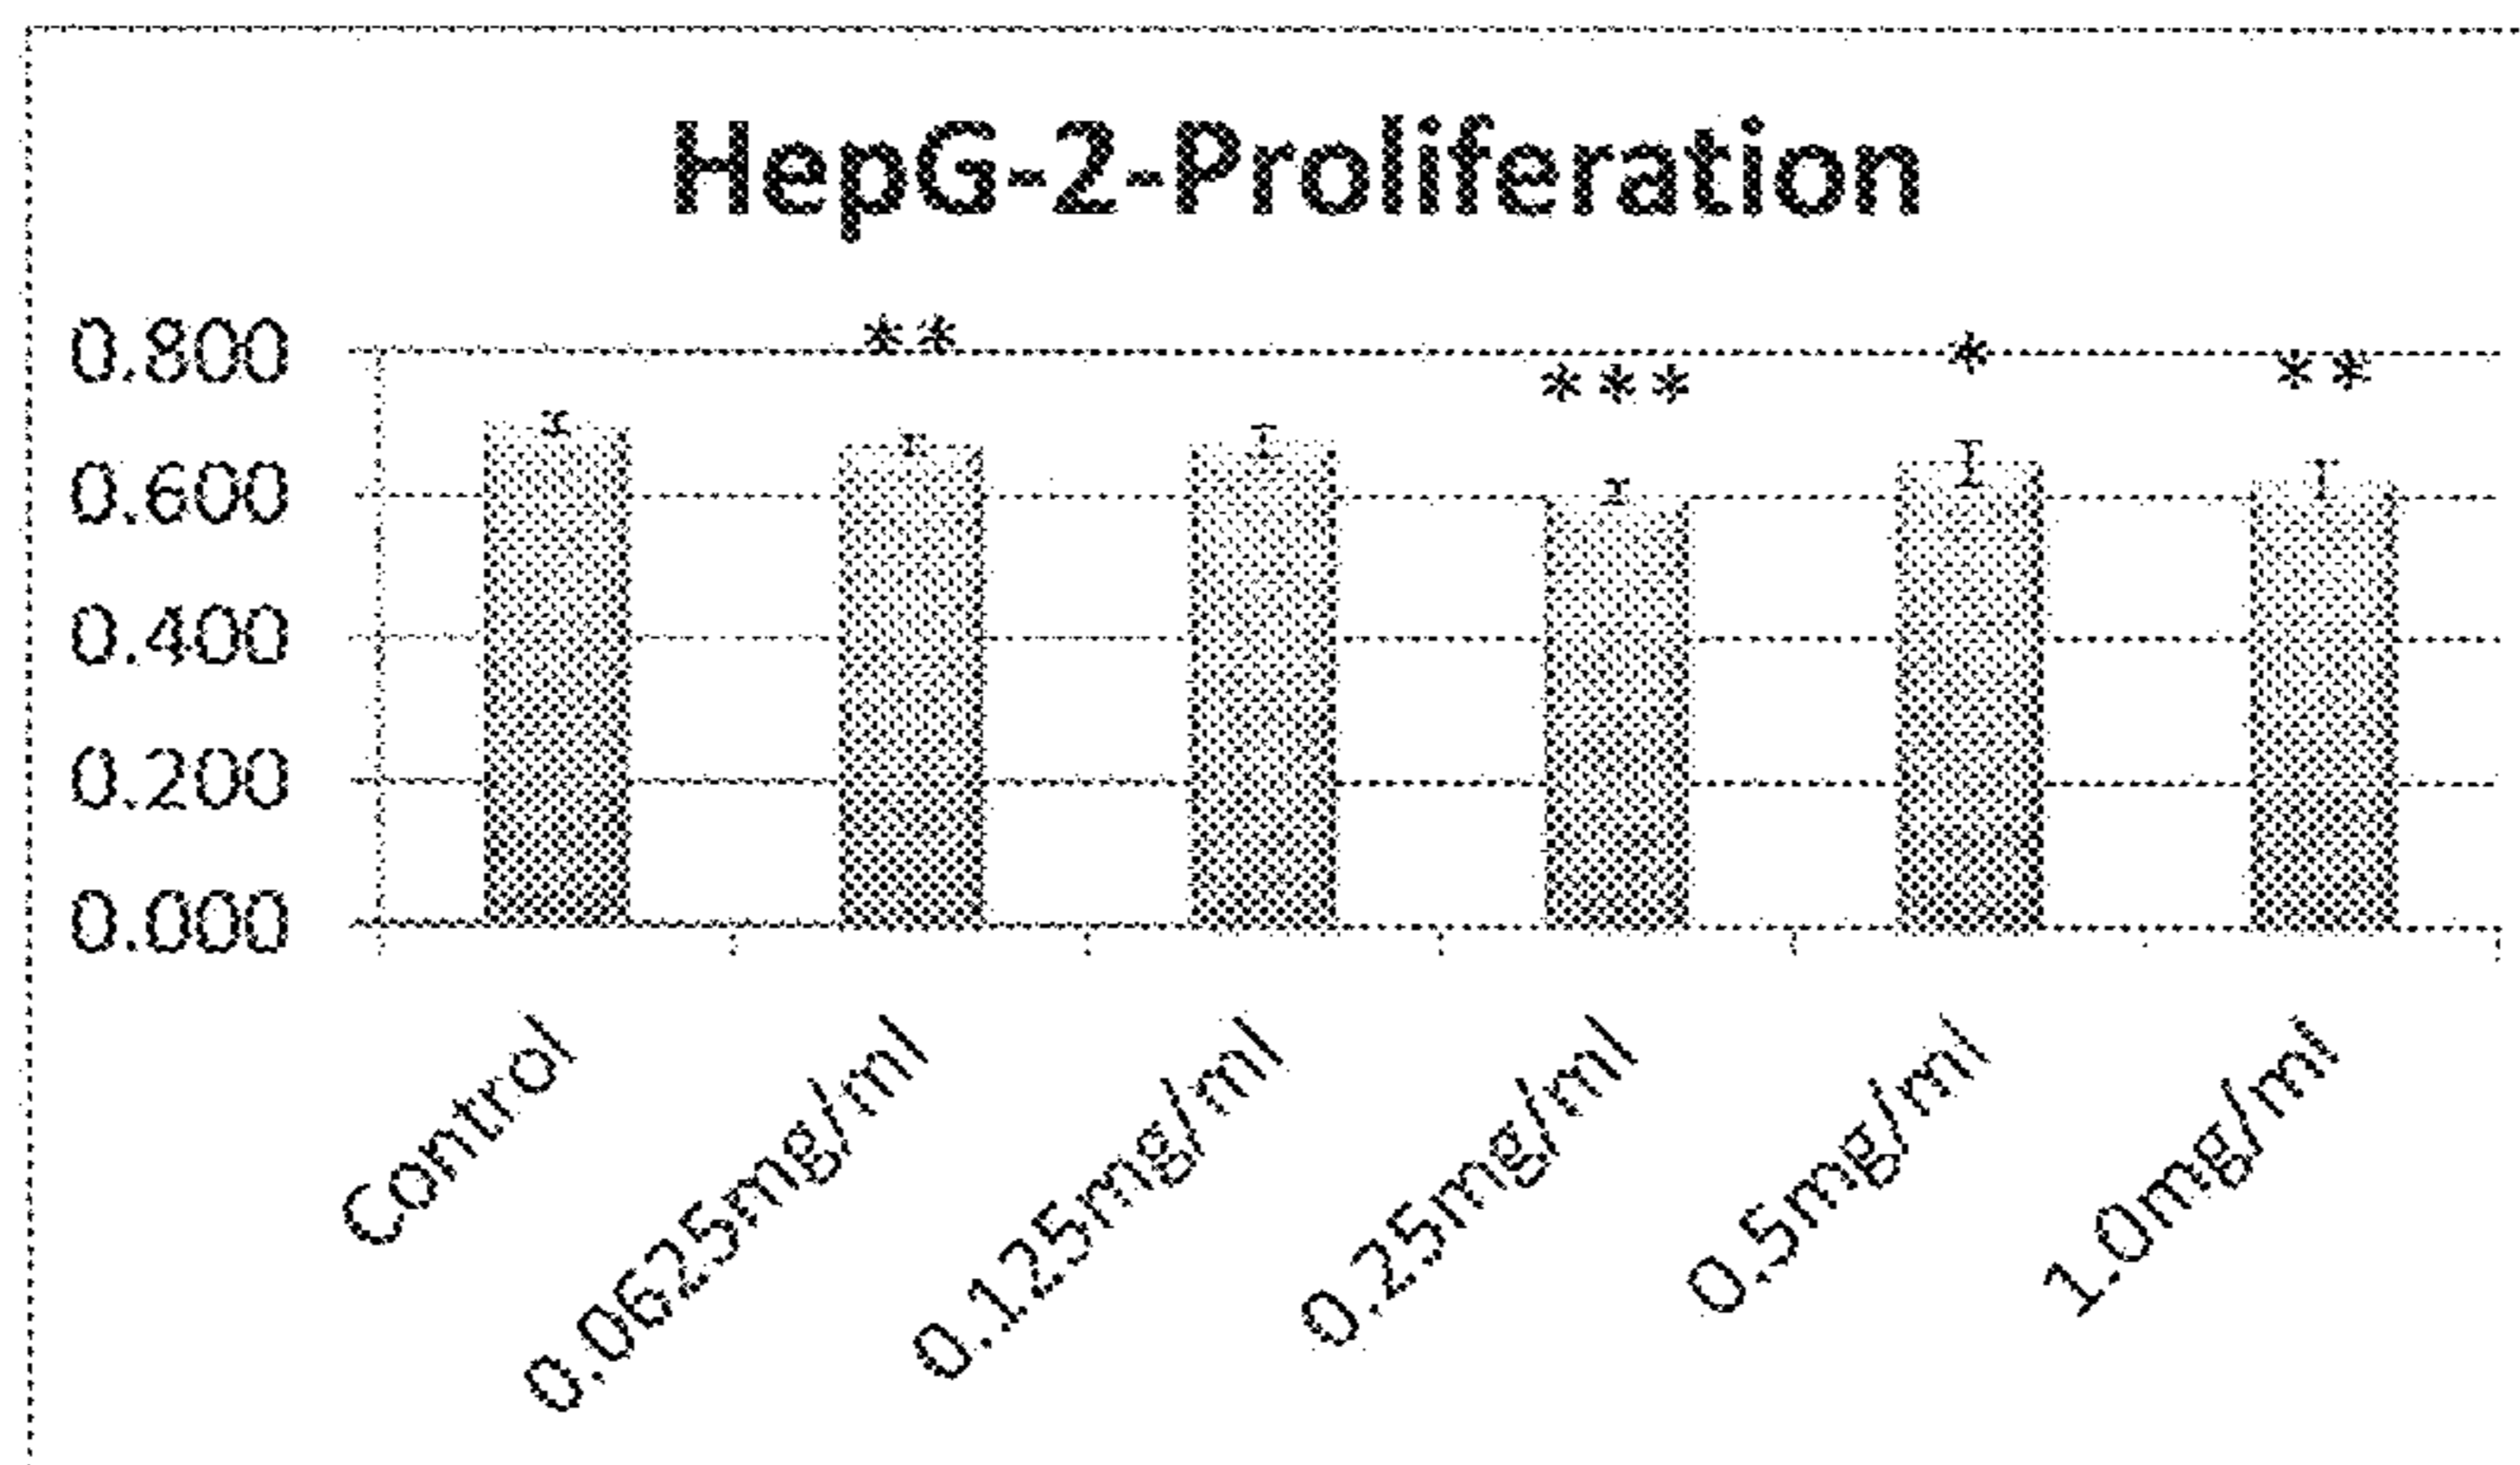 HepG-2-Proliferation
0.800
**
***
*
**
0.600
0.400
0.200
0.000
Control
0.0625mg/ml
0.125mg/ml
0.25mg/ml
0.5mg/ml
1.0mg/ml